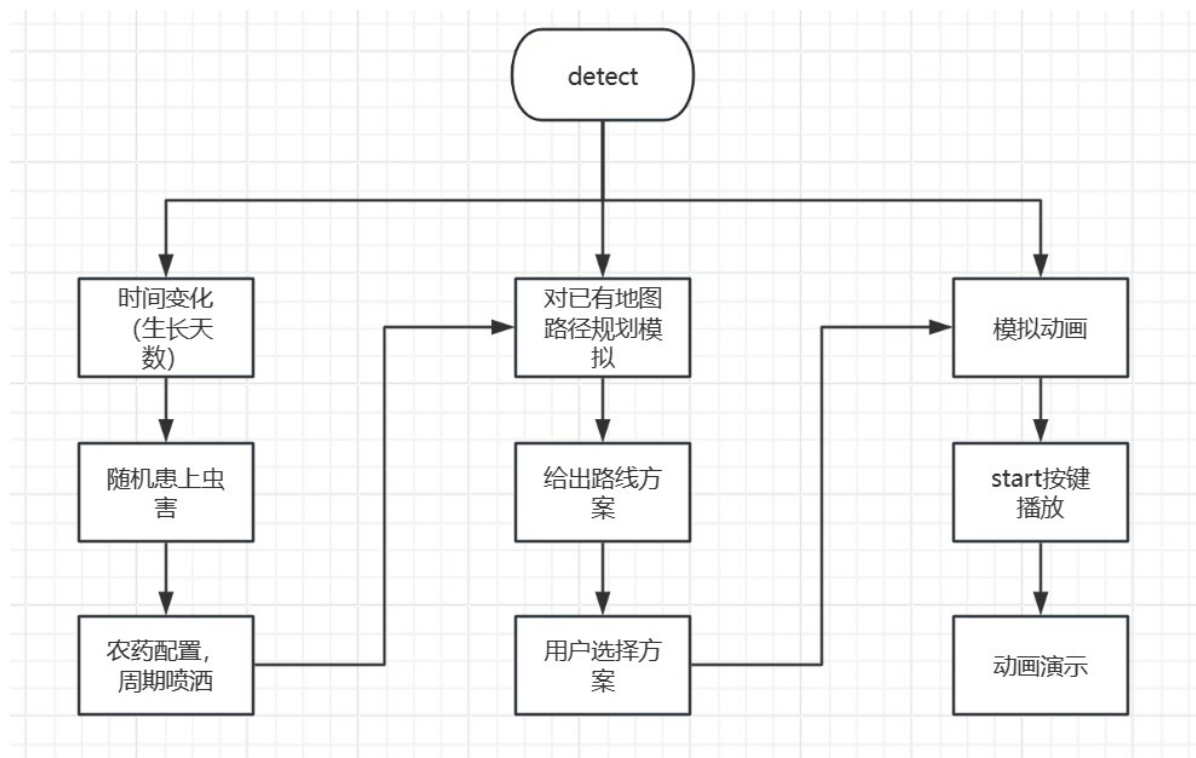 detect
时间变化
（生长天
数）
对已有地图
路径规划模
拟
模拟动画
随机患上虫
害
给出路线方
案
start按键
播放
农药配置，
周期喷洒
用户选择方
案
动画演示